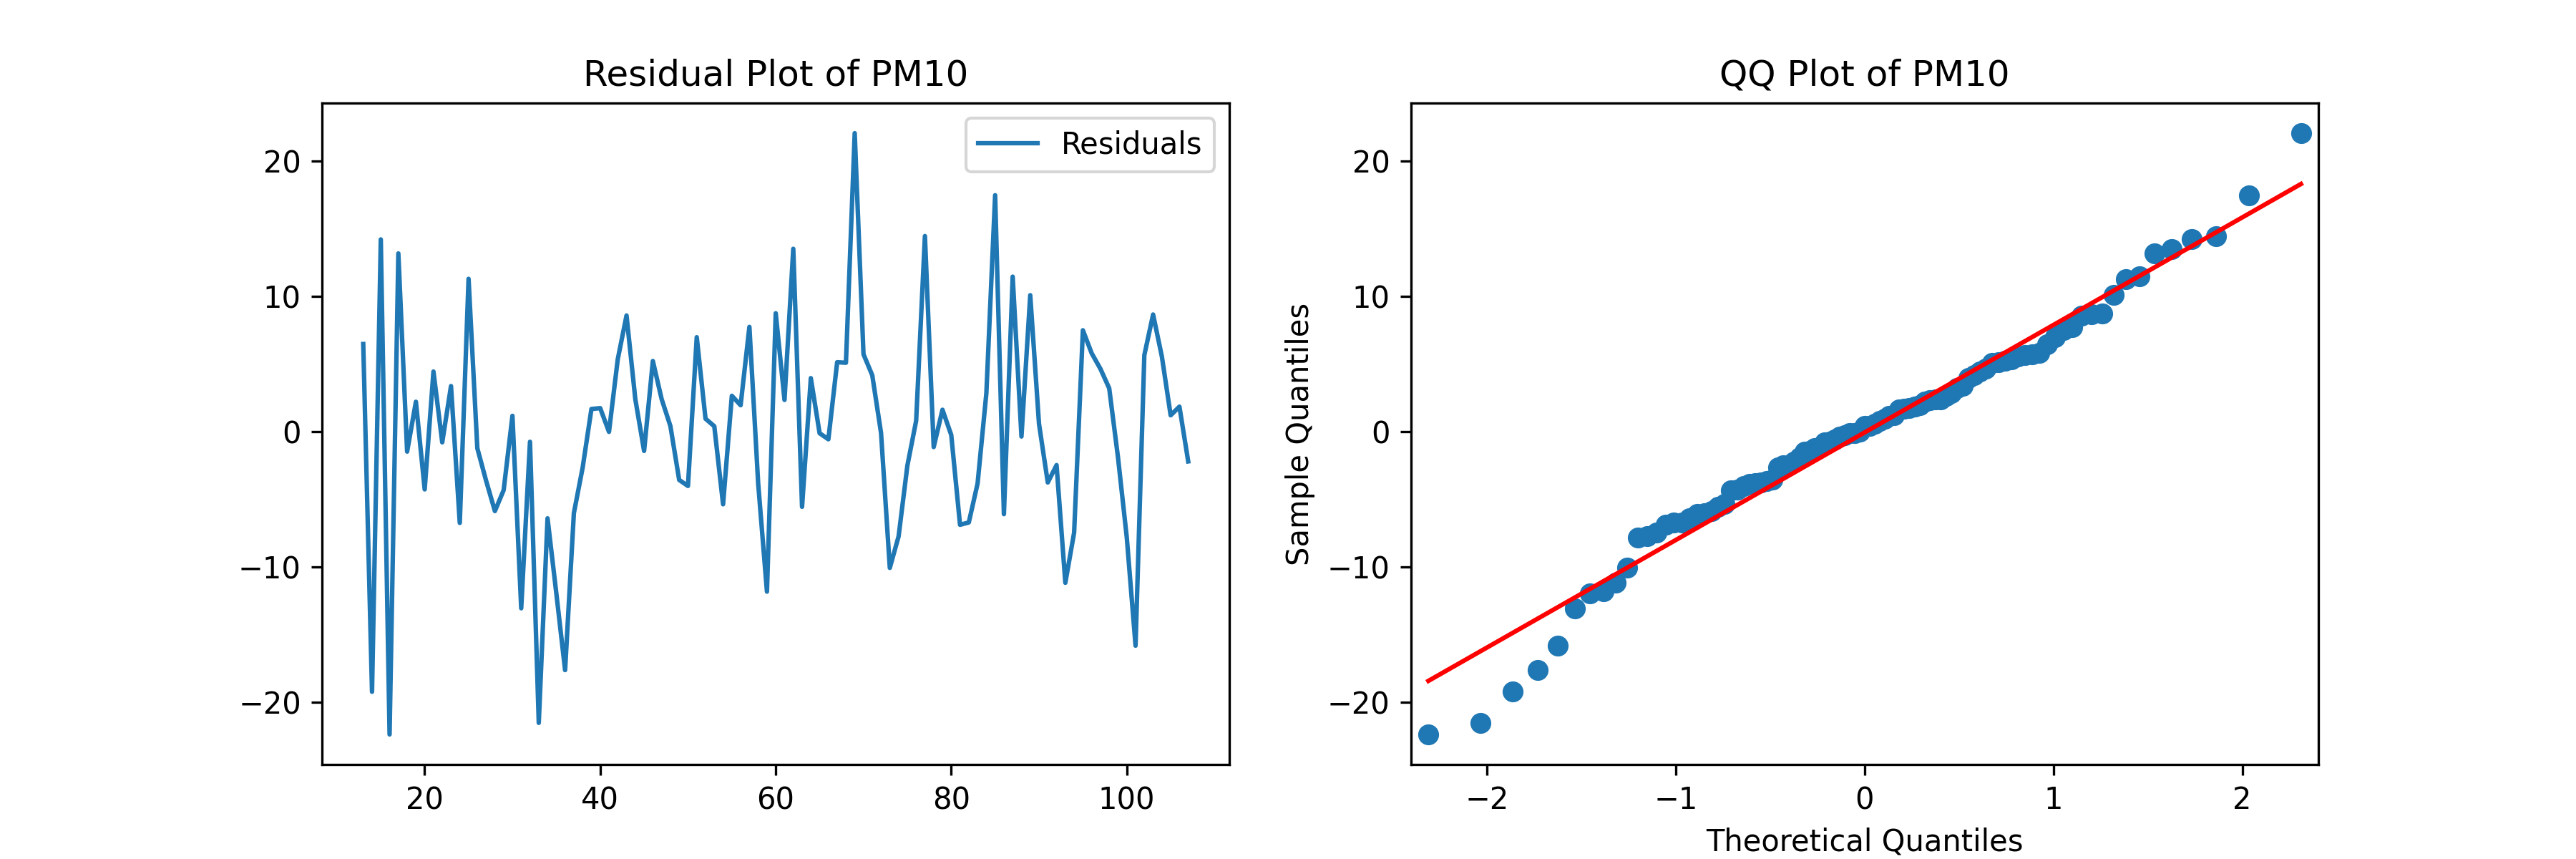 Residual Plot of PM10
Residuals
20
10
0
−10
−20
20 40 60 80 100
QQ Plot of PM10
Sample Quantiles
20
10
0
−10
−20
−2 −1 0 1 2
Theoretical Quantiles